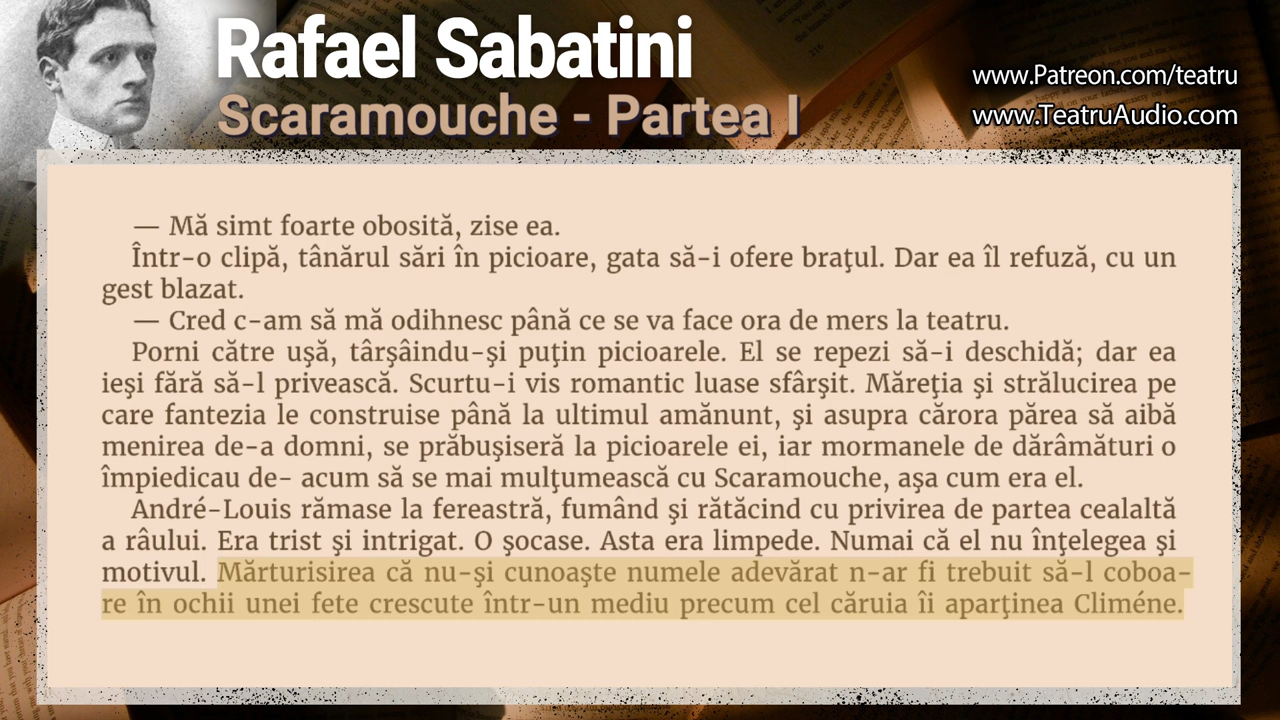 Rafael Sabatini
Scaramouche - Partea I
www.Patreon.com/teatru
www.TeatruAudio.com
— Mă simt foarte obosită, zise ea.
Într-o clipă, tânărul sări în picioare, gata să-i ofere braţul. Dar ea îl refuză, cu un
gest blazat.
— Cred c-am să mă odihnesc până ce se va face ora de mers la teatru.
Porni către uşă, târşâindu-şi puţin picioarele. El se repezi să-i deschidă; dar ea
ieşi fără să-l privească. Scurtu-i vis romantic luase sfârşit. Măreţia şi strălucirea pe
care fantezia le construise până la ultimul amănunt, şi asupra cărora părea să aibă
menirea de-a domni, se prăbuşiseră la picioarele ei, iar mormanele de dărâmături o
împiedicau de- acum să se mai mulţumească cu Scaramouche, aşa cum era el.
André-Louis rămase la fereastră, fumând şi rătăcind cu privirea de partea cealaltă
a râului. Era trist şi intrigat. O şocase. Asta era limpede. Numai că el nu înţelegea şi
motivul. Mărturisirea că nu-şi cunoaşte numele adevărat n-ar fi trebuit să-l coboa-
re în ochii unei fete crescute într-un mediu precum cel căruia îi aparţinea Climéne.